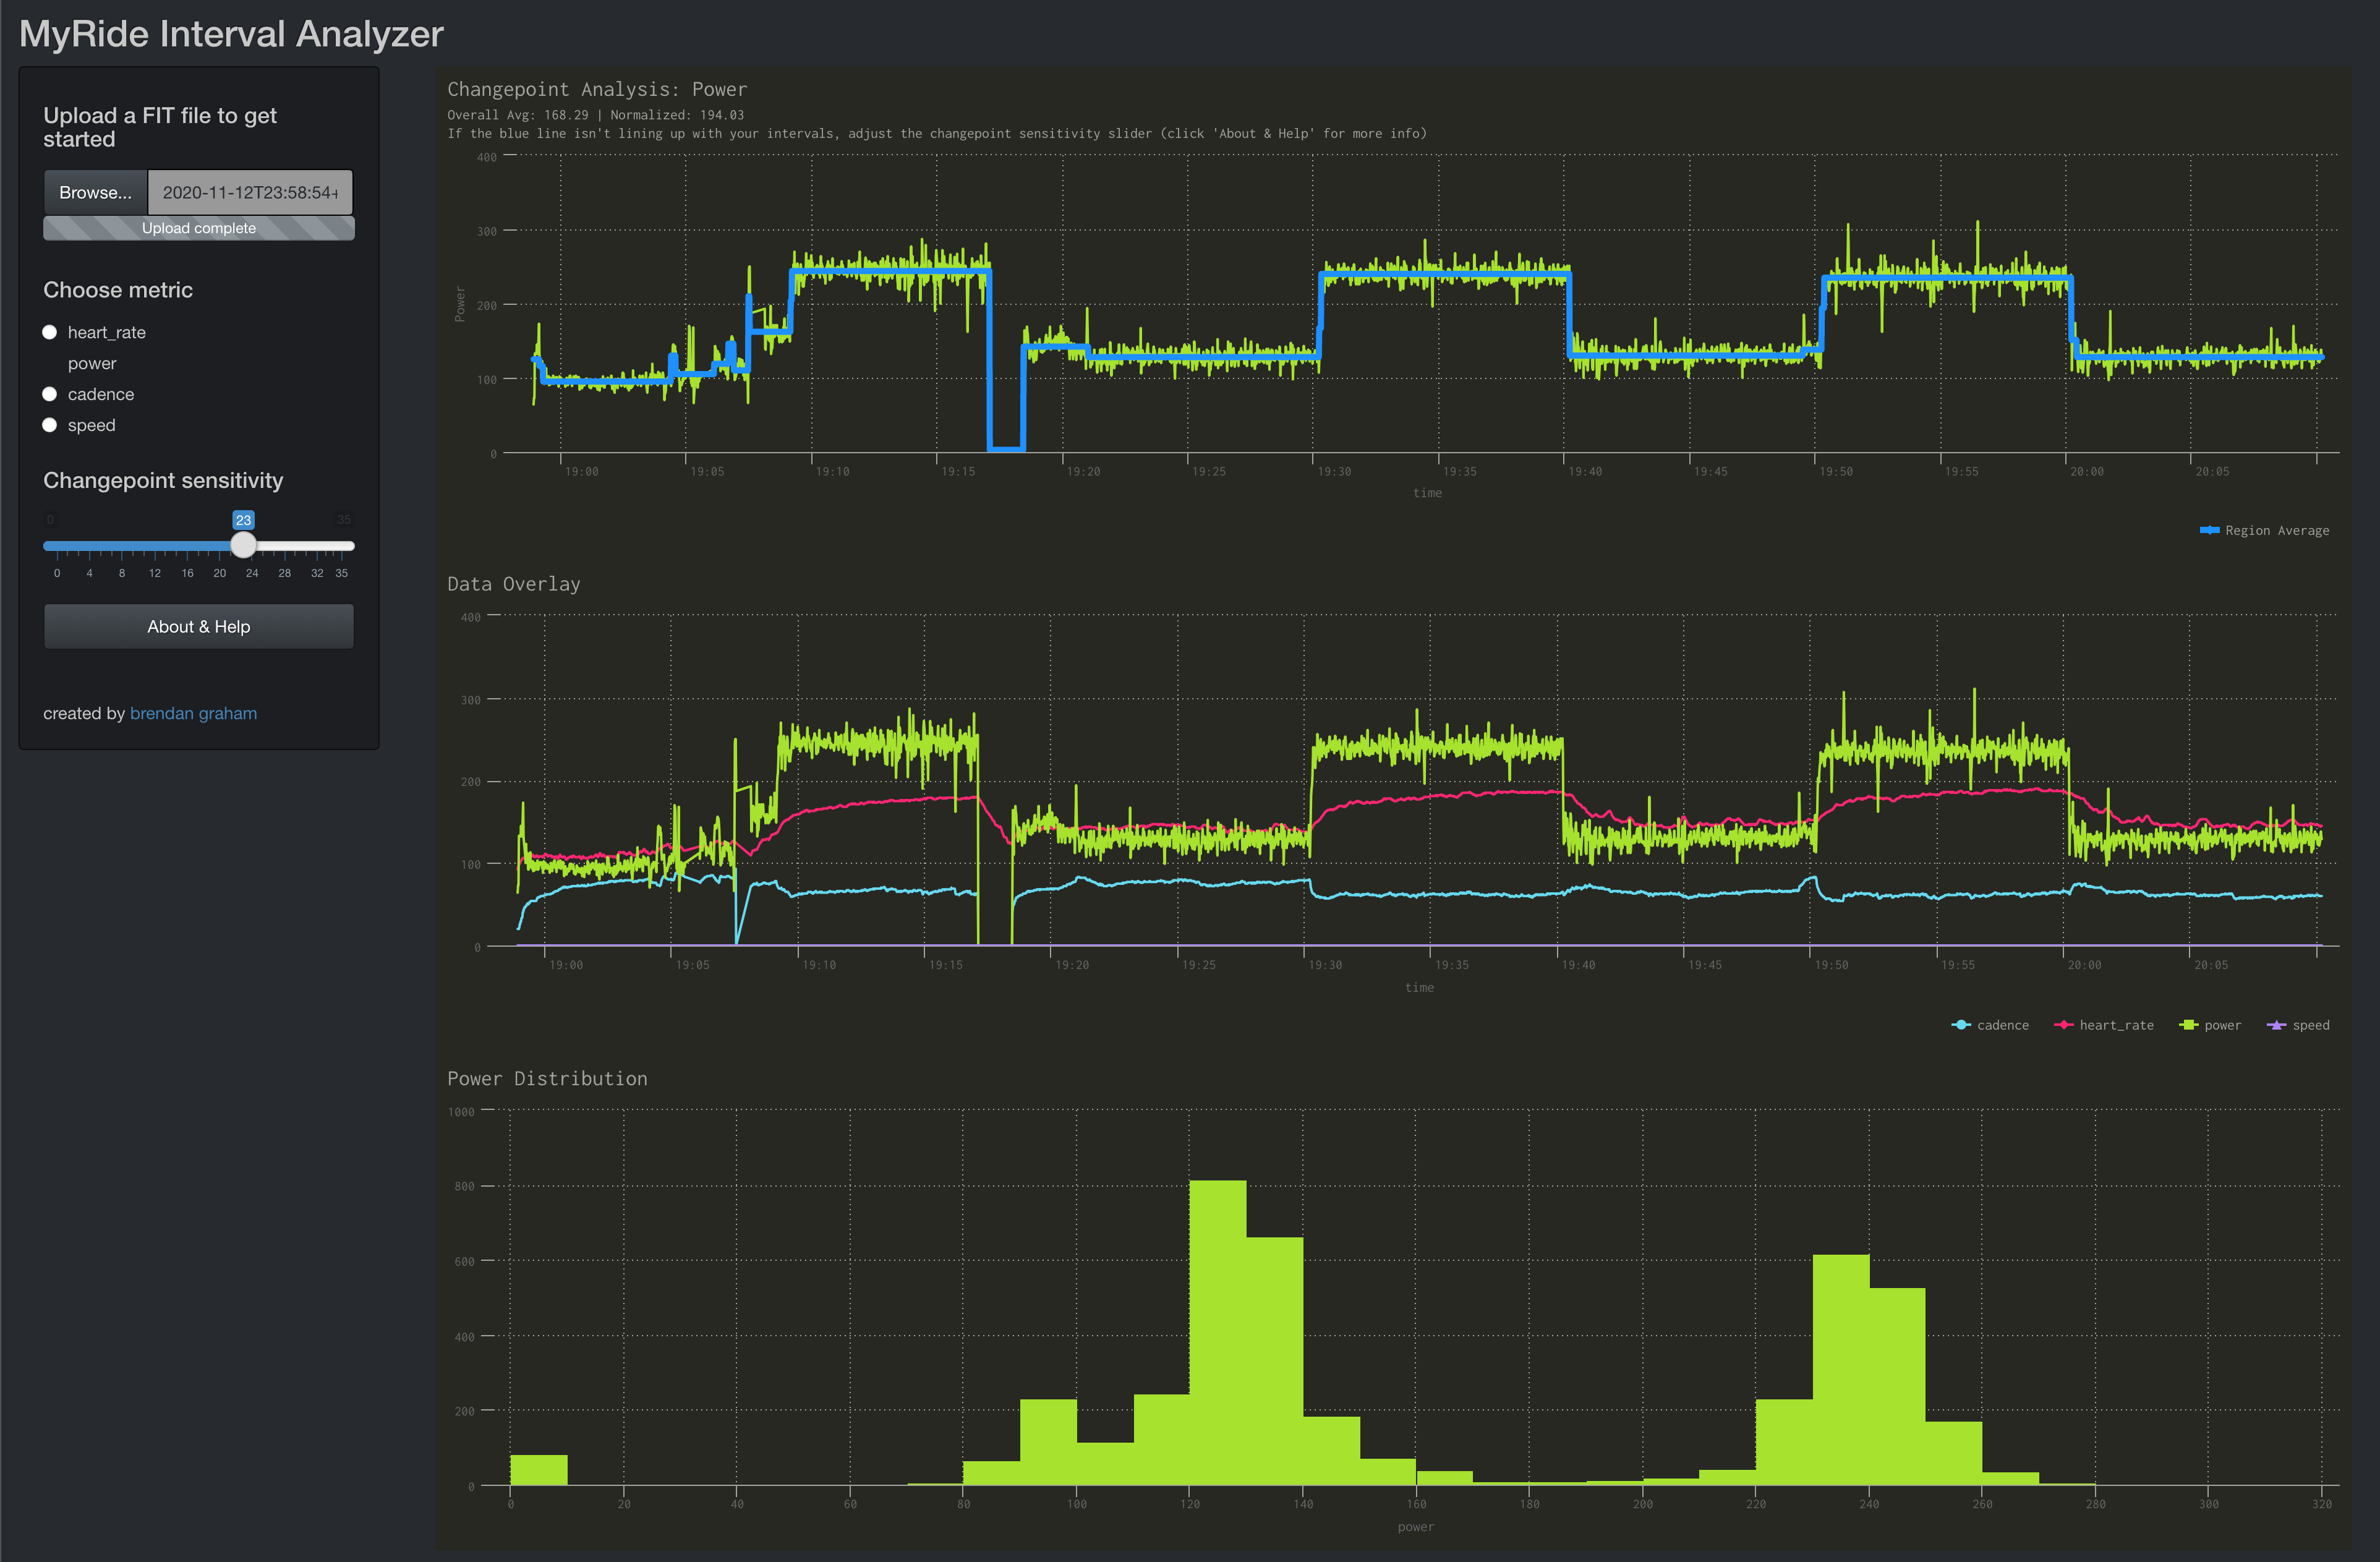 MyRide Interval Analyzer
Upload a FIT file to get
started
Browse... 2020-11-12T23:58:54+
Upload complete
Choose metric
heart_rate
power
cadence
speed
Changepoint sensitivity
0 23 35
0 4 8 12 16 20 24 28 32 35
About & Help
created by brendan graham
Changepoint Analysis: Power
Overall Avg: 168.29 | Normalized: 194.03
If the blue line isn't lining up with your intervals, adjust the changepoint sensitivity slider (click 'About & Help' for more info)
400
300
200
100
0
Power
19:00 19:05 19:10 19:15 19:20 19:25 19:30 19:35 19:40 19:45 19:50 19:55 20:00 20:05
time
Region Average
Data Overlay
400
300
200
100
0
19:00 19:05 19:10 19:15 19:20 19:25 19:30 19:35 19:40 19:45 19:50 19:55 20:00 20:05
time
cadence heart_rate power speed
Power Distribution
1000
800
600
400
200
0
0 20 40 60 80 100 120 140 160 180 200 220 240 260 280 300 320
power